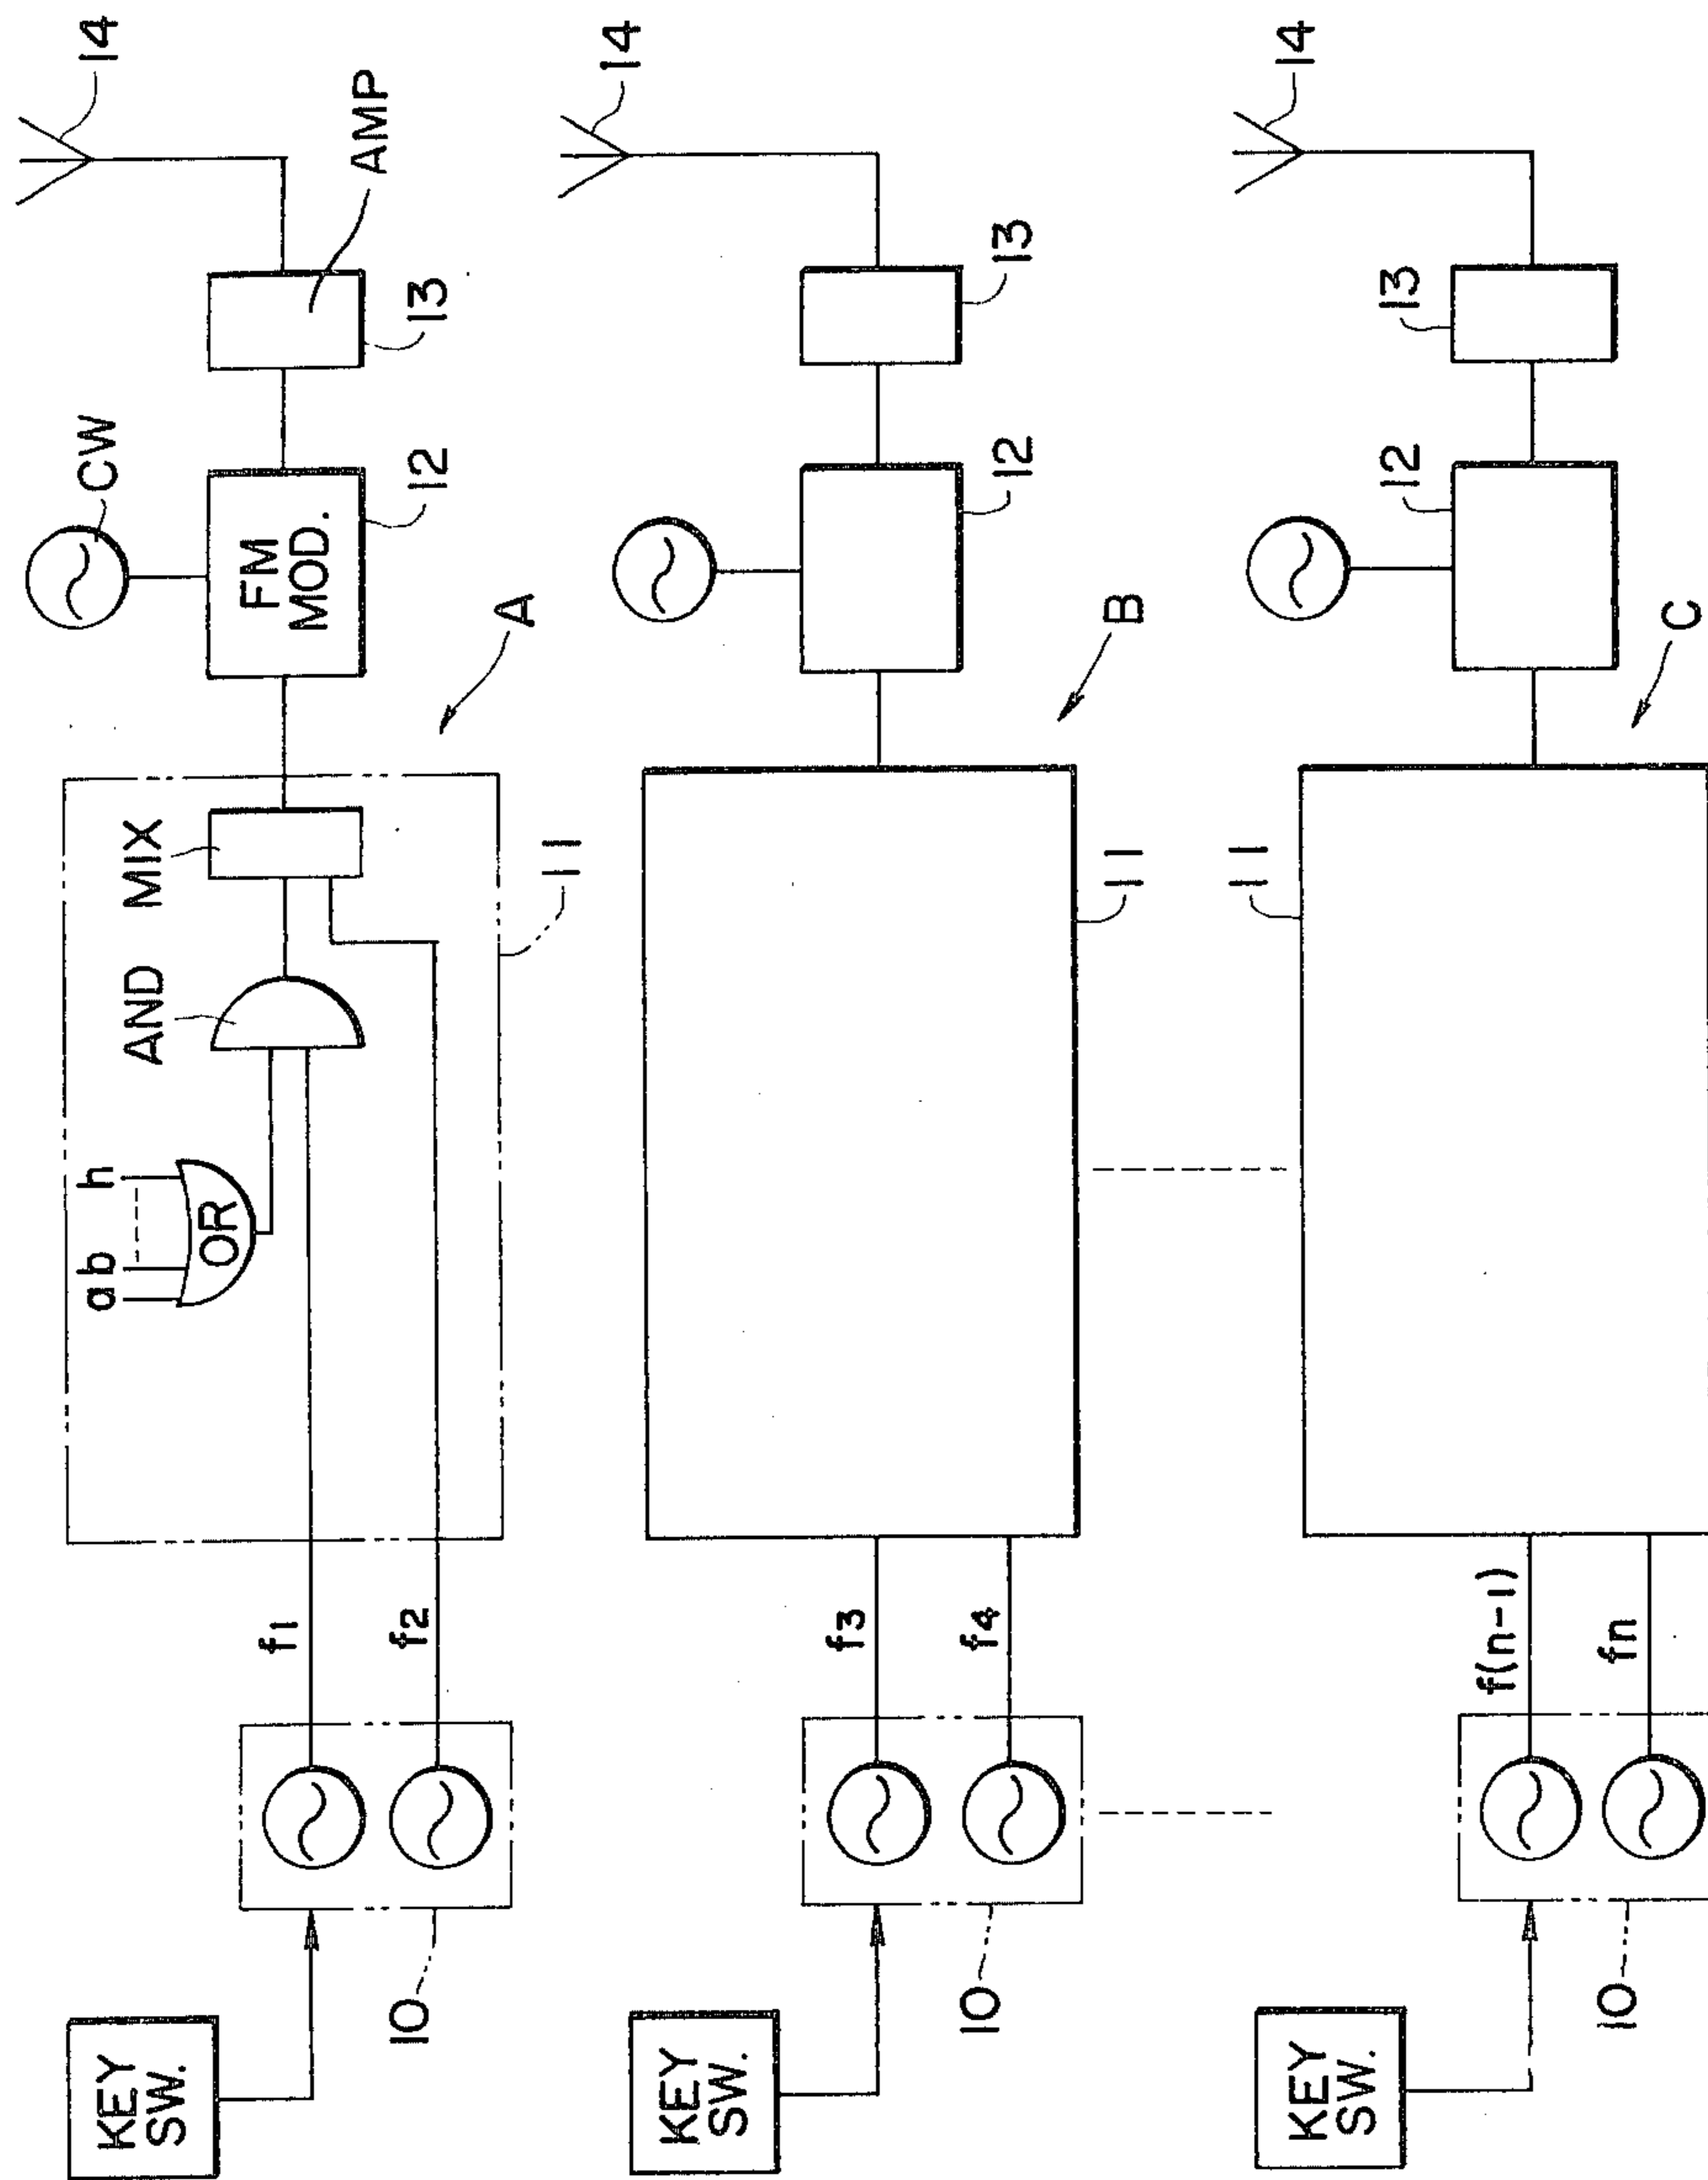 KEY
SW.
10
f1
f2
a b h
OR
AND
MIX
11
A
FM
MOD.
12
CW
13
AMP
14
KEY
SW.
10
f3
f4
11
B
12
13
14
KEY
SW.
10
f(n-1)
fn
11
C
12
13
14